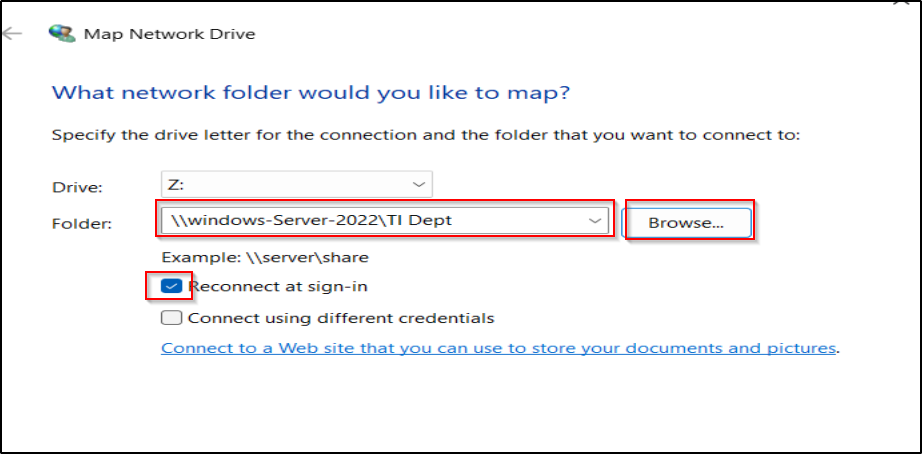 Map Network Drive
What network folder would you like to map?
Specify the drive letter for the connection and the folder that you want to connect to:
Drive: Z:
Folder: \\windows-Server-2022\TI Dept Browse...
Example: \\server\share
Reconnect at sign-in
Connect using different credentials
Connect to a Web site that you can use to store your documents and pictures.